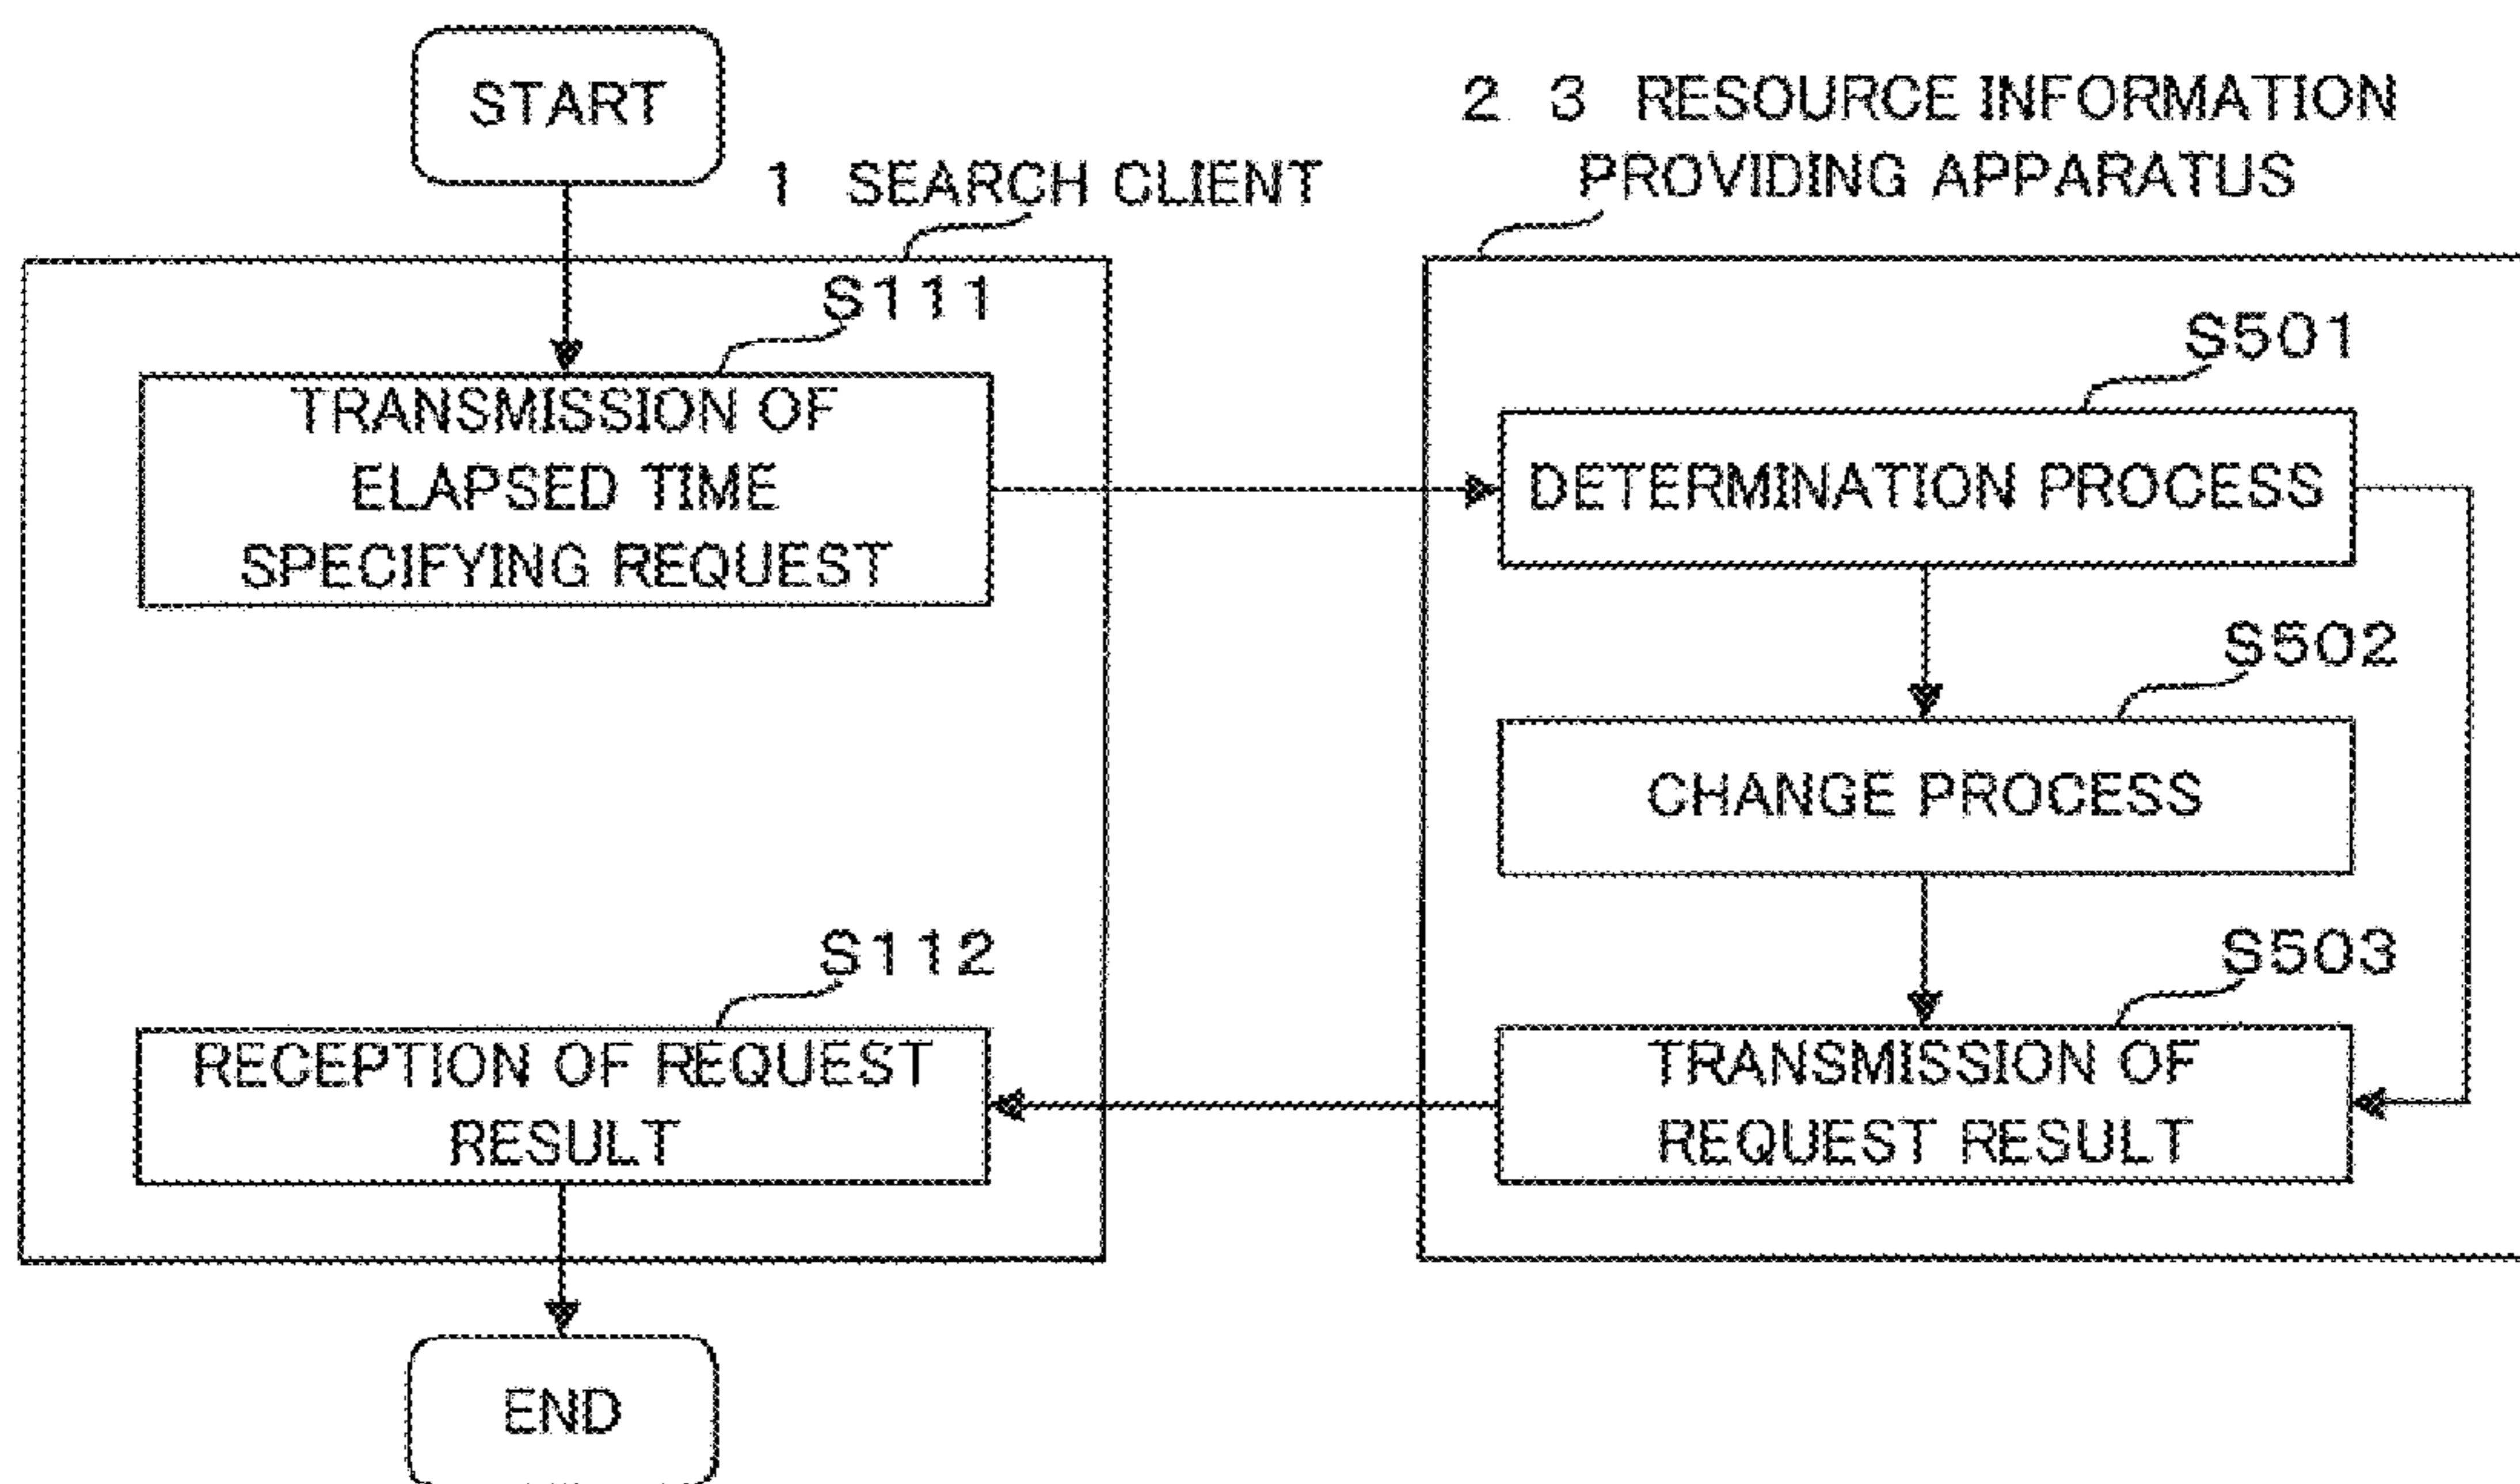 START
1 SEARCH CLIENT
2 3 RESOURCE INFORMATION
PROVIDING APPARATUS
S111
TRANSMISSION OF
ELAPSED TIME
SPECIFYING REQUEST
S501
DETERMINATION PROCESS
S502
CHANGE PROCESS
S503
TRANSMISSION OF
REQUEST RESULT
S112
RECEPTION OF REQUEST
RESULT
END